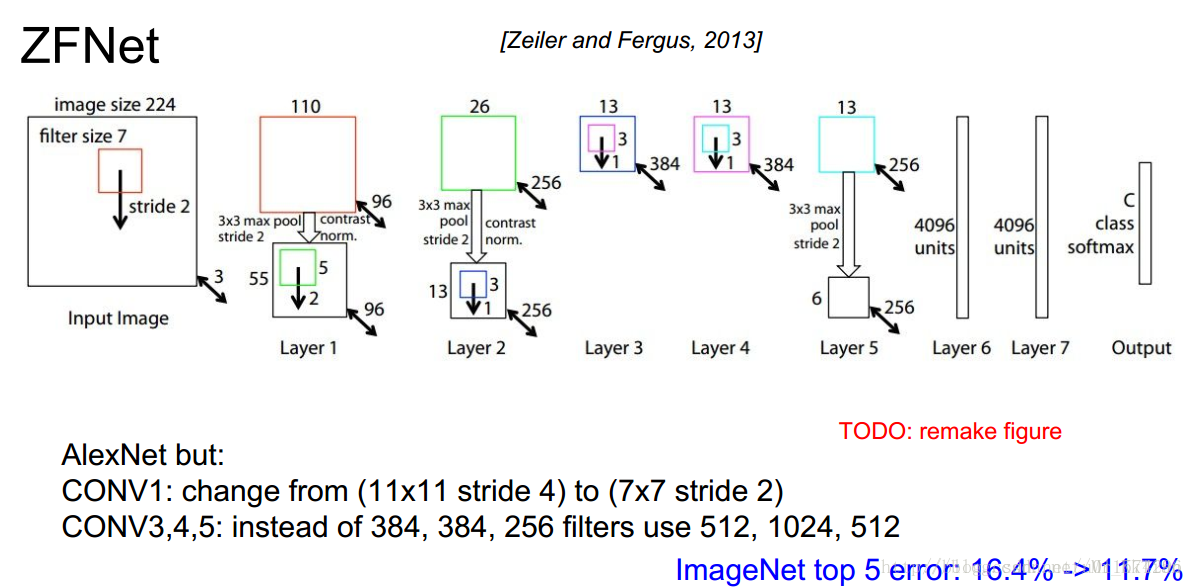 ZFNet
[Zeiler and Fergus, 2013]
image size 224
filter size 7
stride 2
3
Input Image
110
96
3x3 max pool
stride 2
contrast
norm.
55
5
2
96
Layer 1
26
256
3x3 max
pool
stride 2
contrast
norm.
13
3
1
256
Layer 2
13
3
1
384
Layer 3
13
3
1
384
Layer 4
13
256
3x3 max
pool
stride 2
6
256
Layer 5
4096
units
Layer 6
4096
units
Layer 7
C
class
softmax
Output
TODO: remake figure
AlexNet but:
CONV1: change from (11x11 stride 4) to (7x7 stride 2)
CONV3,4,5: instead of 384, 384, 256 filters use 512, 1024, 512
ImageNet top 5 error: 16.4% -> 11.7%